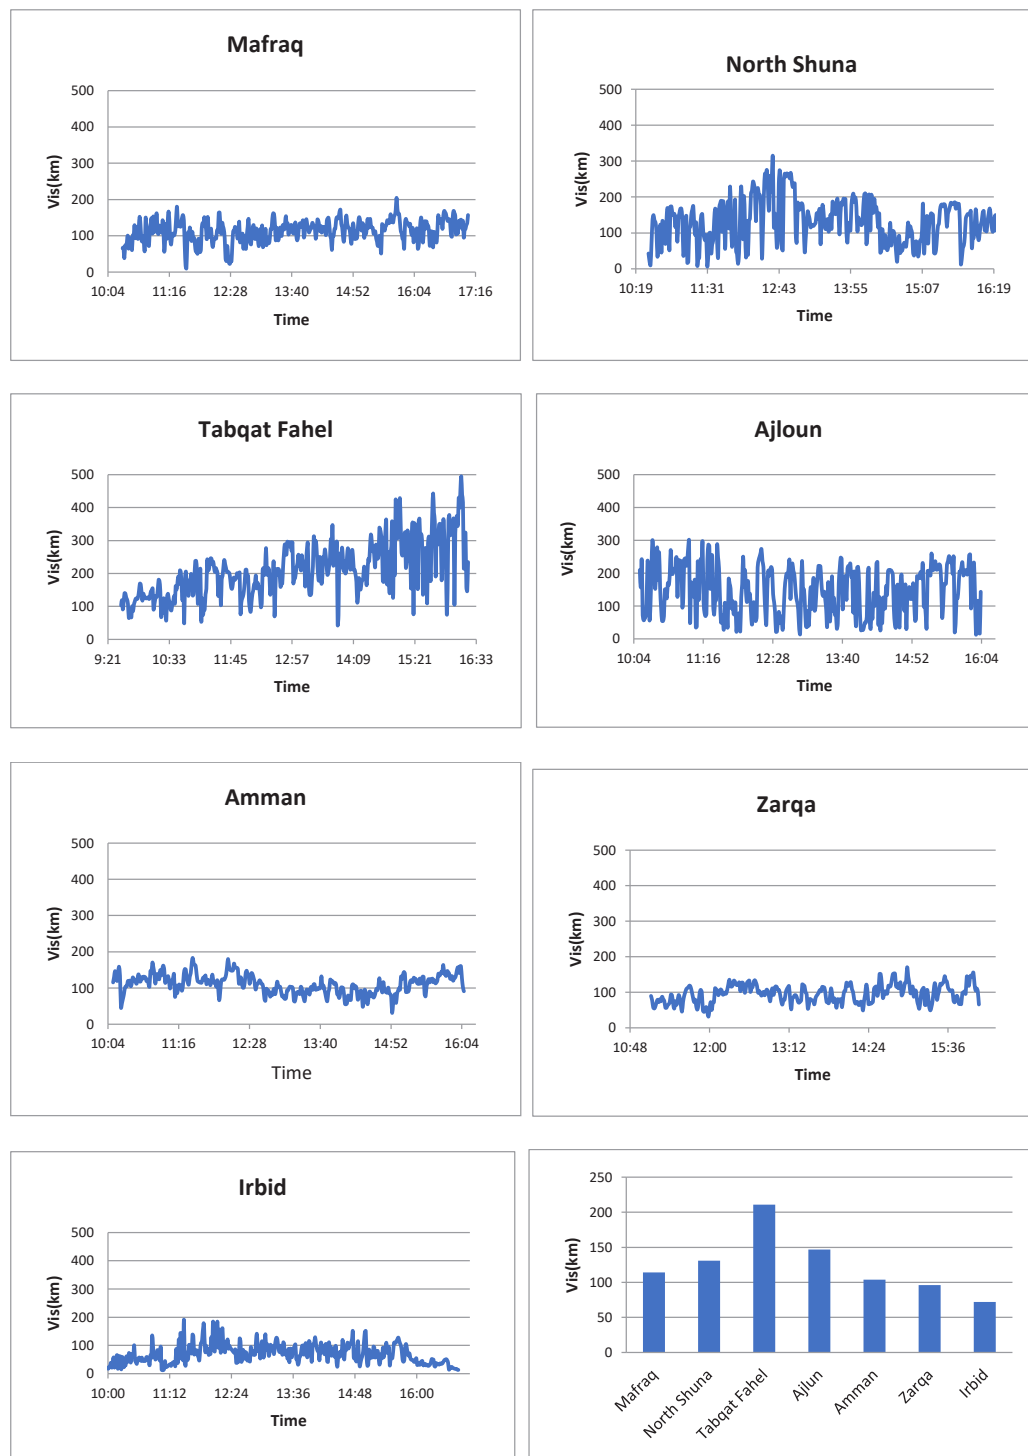 Mafraq
500
400
300
200
100
0
Vis(km)
10:04 11:16 12:28 13:40 14:52 16:04 17:16
Time
North Shuna
500
400
300
200
100
0
Vis(km)
10:19 11:31 12:43 13:55 15:07 16:19
Time
Tabqat Fahel
500
400
300
200
100
0
Vis(km)
9:21 10:33 11:45 12:57 14:09 15:21 16:33
Time
Ajloun
500
400
300
200
100
0
Vis(km)
10:04 11:16 12:28 13:40 14:52 16:04
Time
Amman
500
400
300
200
100
0
Vis(km)
10:04 11:16 12:28 13:40 14:52 16:04
Time
Zarqa
500
400
300
200
100
0
Vis(km)
10:48 12:00 13:12 14:24 15:36
Time
Irbid
500
400
300
200
100
0
Vis(km)
10:00 11:12 12:24 13:36 14:48 16:00
Time
250
200
150
100
50
0
Vis(km)
Mafraq
North Shuna
Tabqat Fahel
Ajlun
Amman
Zarqa
Irbid